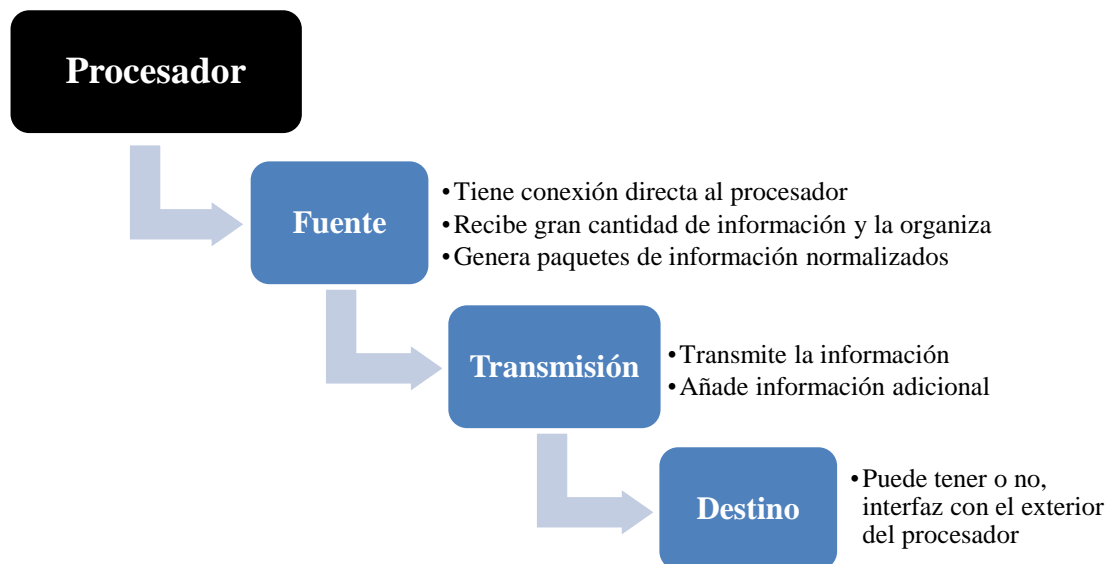 Procesador
Fuente
•Tiene conexión directa al procesador
•Recibe gran cantidad de información y la organiza
•Genera paquetes de información normalizados
Transmisión
•Transmite la información
•Añade información adicional
Destino
•Puede tener o no,
interfaz con el exterior
del procesador